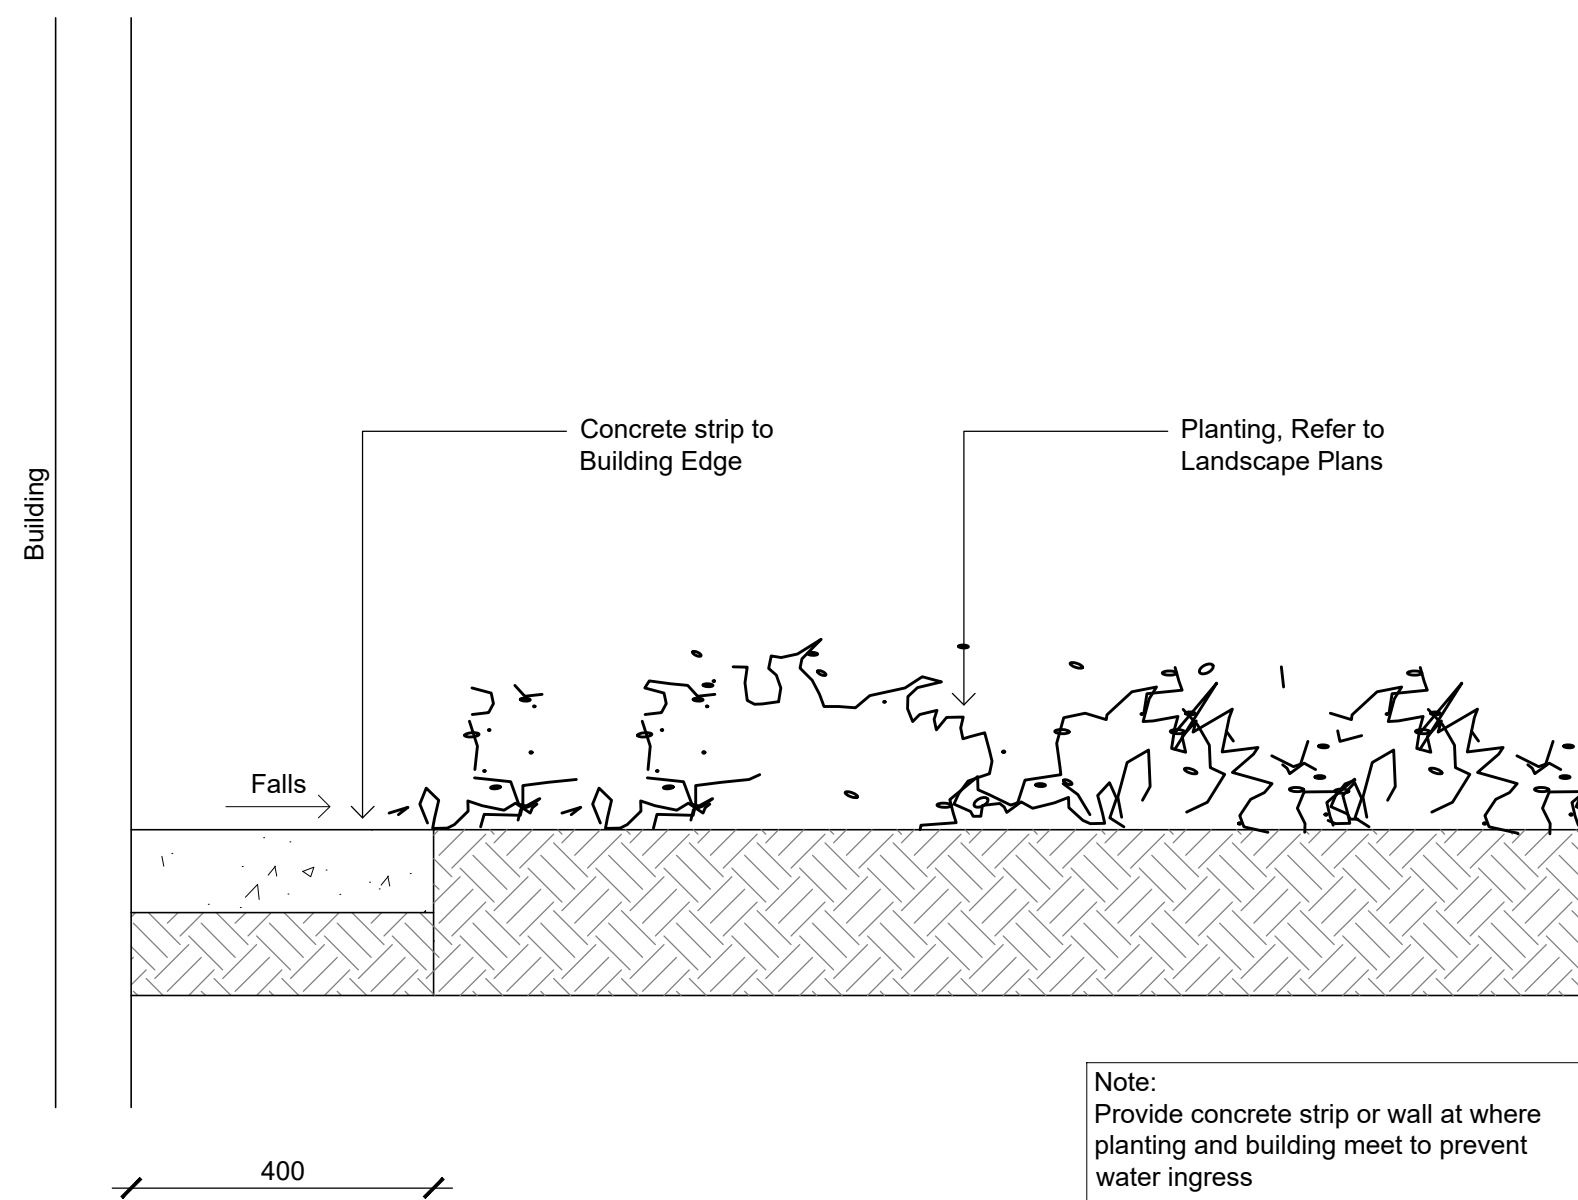 Building
Concrete strip to
Building Edge
Planting, Refer to
Landscape Plans
Falls
Note:
Provide concrete strip or wall at where
planting and building meet to prevent
water ingress
400